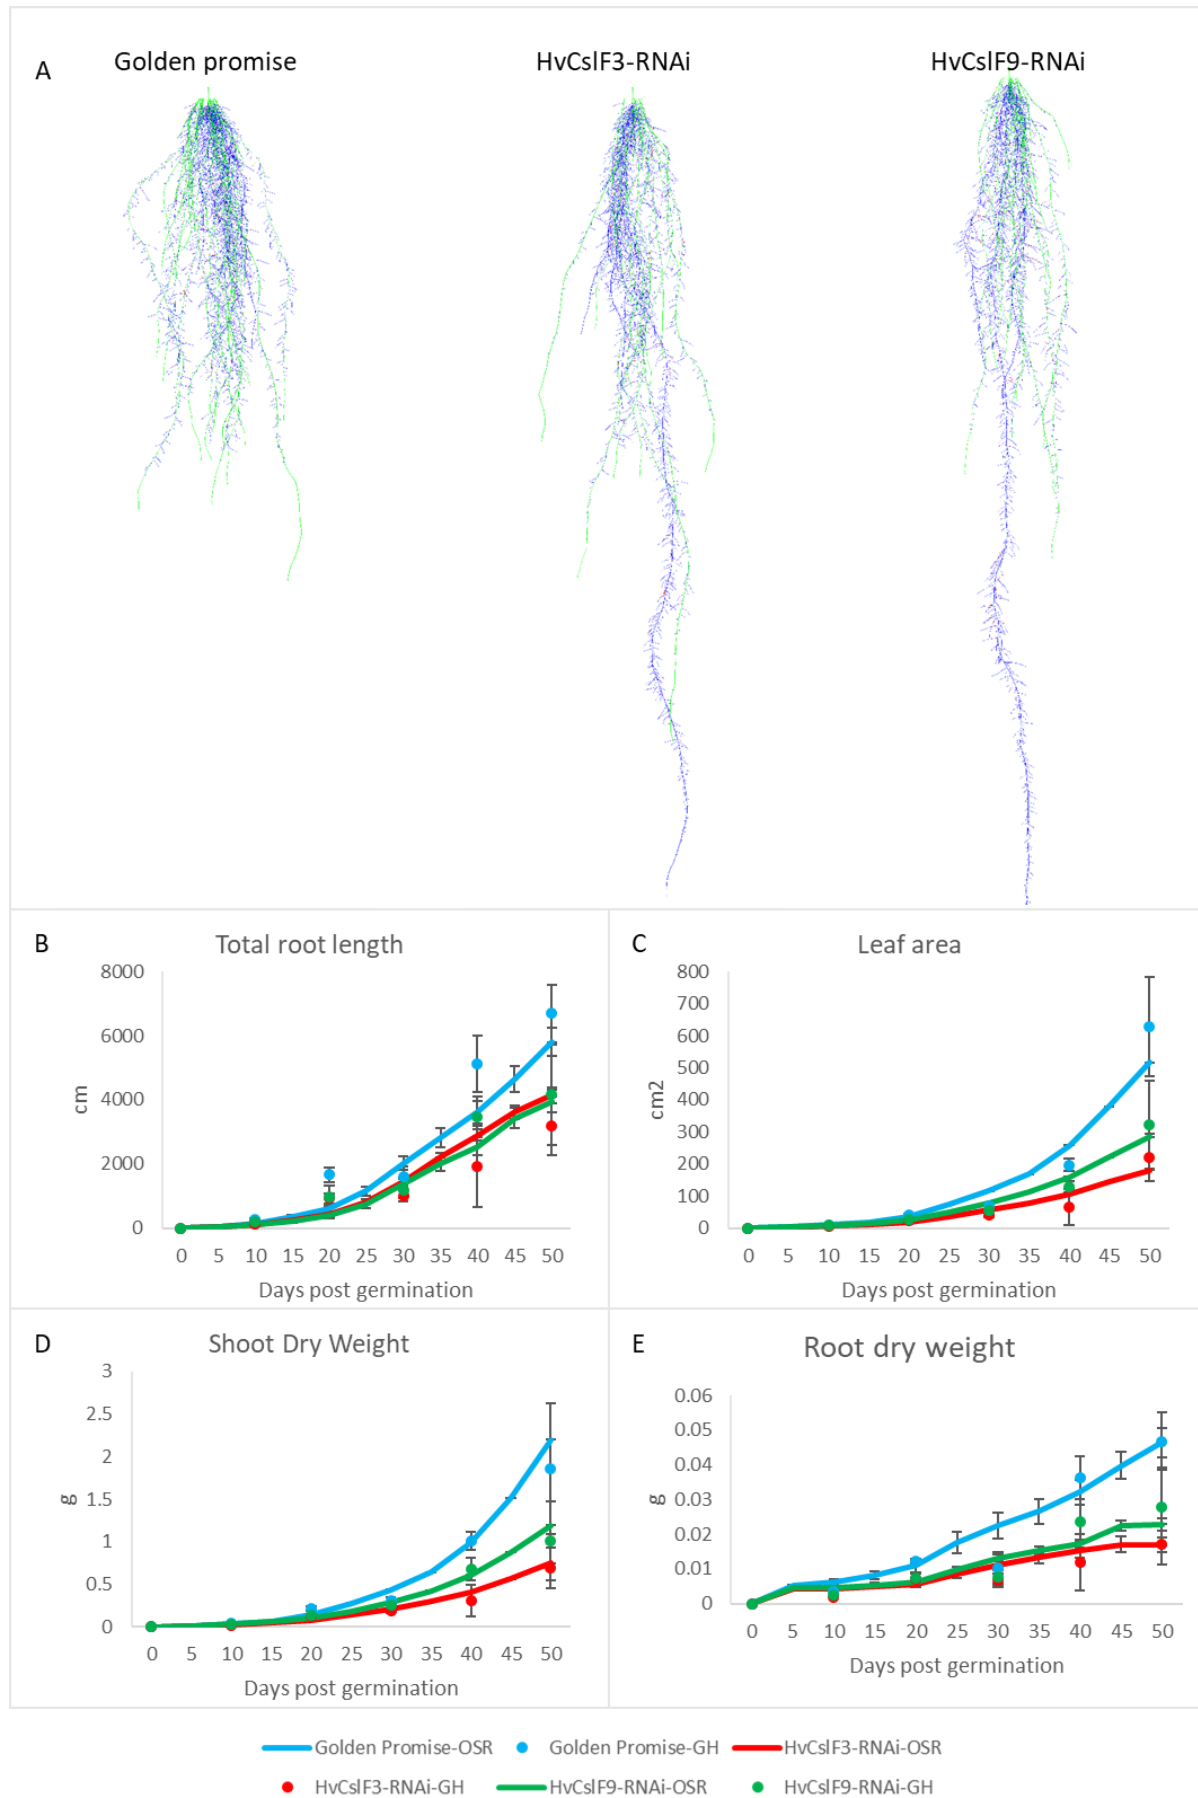 A
Golden promise
HvCslF3-RNAi
HvCslF9-RNAi
B
Total root length
8000
6000
4000
2000
0
cm
0 5 10 15 20 25 30 35 40 45 50
Days post germination
C
Leaf area
800
700
600
500
400
300
200
100
0
cm2
0 5 10 15 20 25 30 35 40 45 50
Days post germination
D
Shoot Dry Weight
3
2.5
2
1.5
1
0.5
0
g
0 5 10 15 20 25 30 35 40 45 50
Days post germination
E
Root dry weight
0.06
0.05
0.04
0.03
0.02
0.01
0
g
0 5 10 15 20 25 30 35 40 45 50
Days post germination
Golden Promise-OSR Golden Promise-GH HvCslF3-RNAi-OSR
HvCslF3-RNAi-GH HvCslF9-RNAi-OSR HvCslF9-RNAi-GH